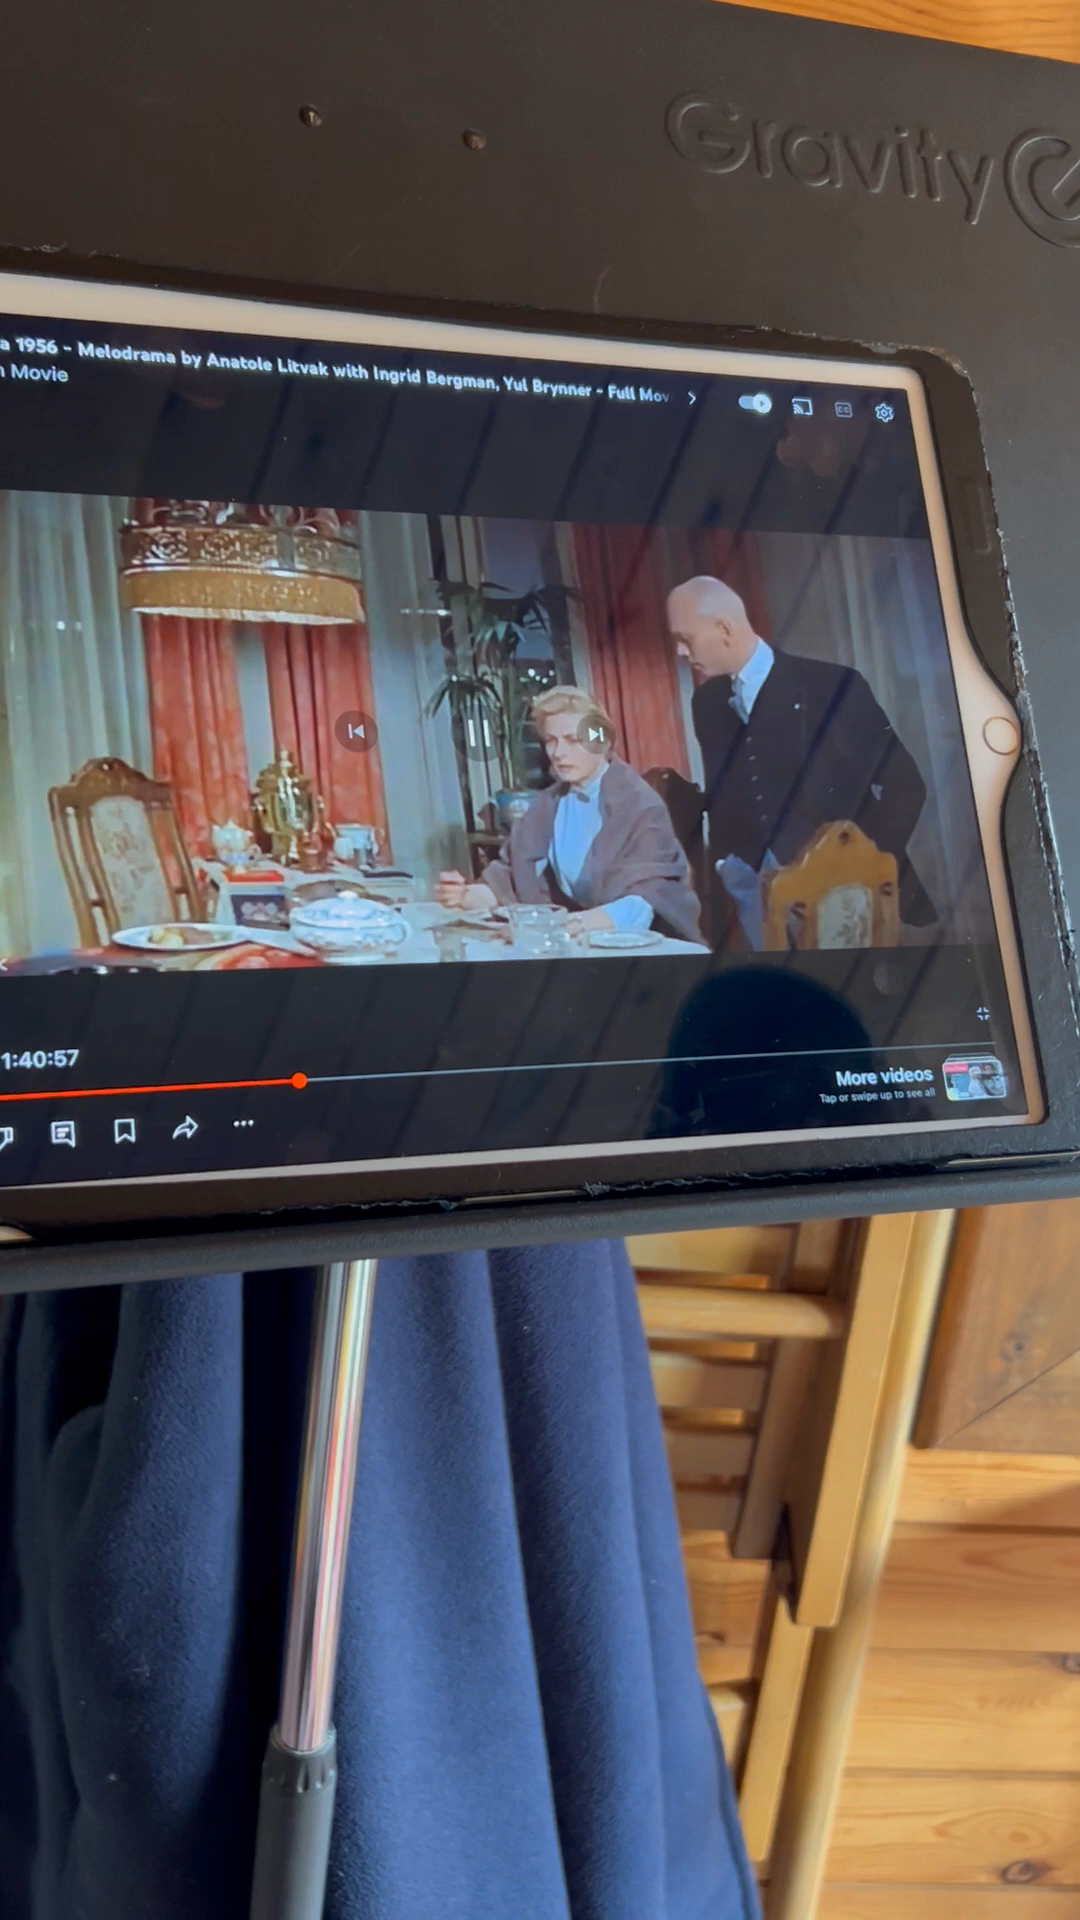 Gravity
a 1956 - Melodrama by Anatole Litvak with Ingrid Bergman, Yul Brynner - Full Mov
Movie
CC
1:40:57
More videos
Tap or swipe up to see all